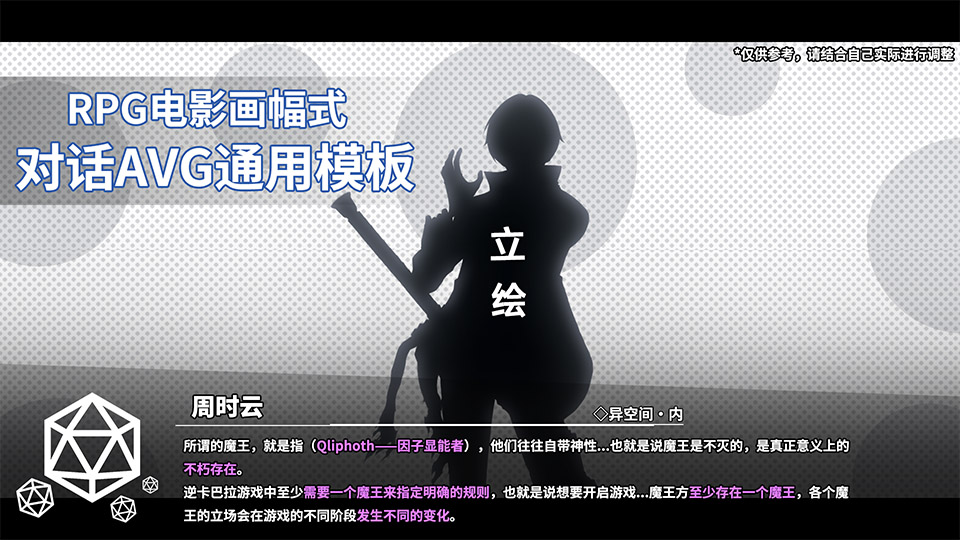 *仅供参考，请结合自己实际进行调整
RPG电影画幅式
对话AVG通用模板
立
绘
周时云
◇异空间·内
所谓的魔王，就是指（Qliphoth——因子显能者），他们往往自带神性...也就是说魔王是不灭的，是真正意义上的
不朽存在。
逆卡巴拉游戏中至少需要一个魔王来指定明确的规则，也就是说想要开启游戏...魔王方至少存在一个魔王，各个魔
王的立场会在游戏的不同阶段发生不同的变化。